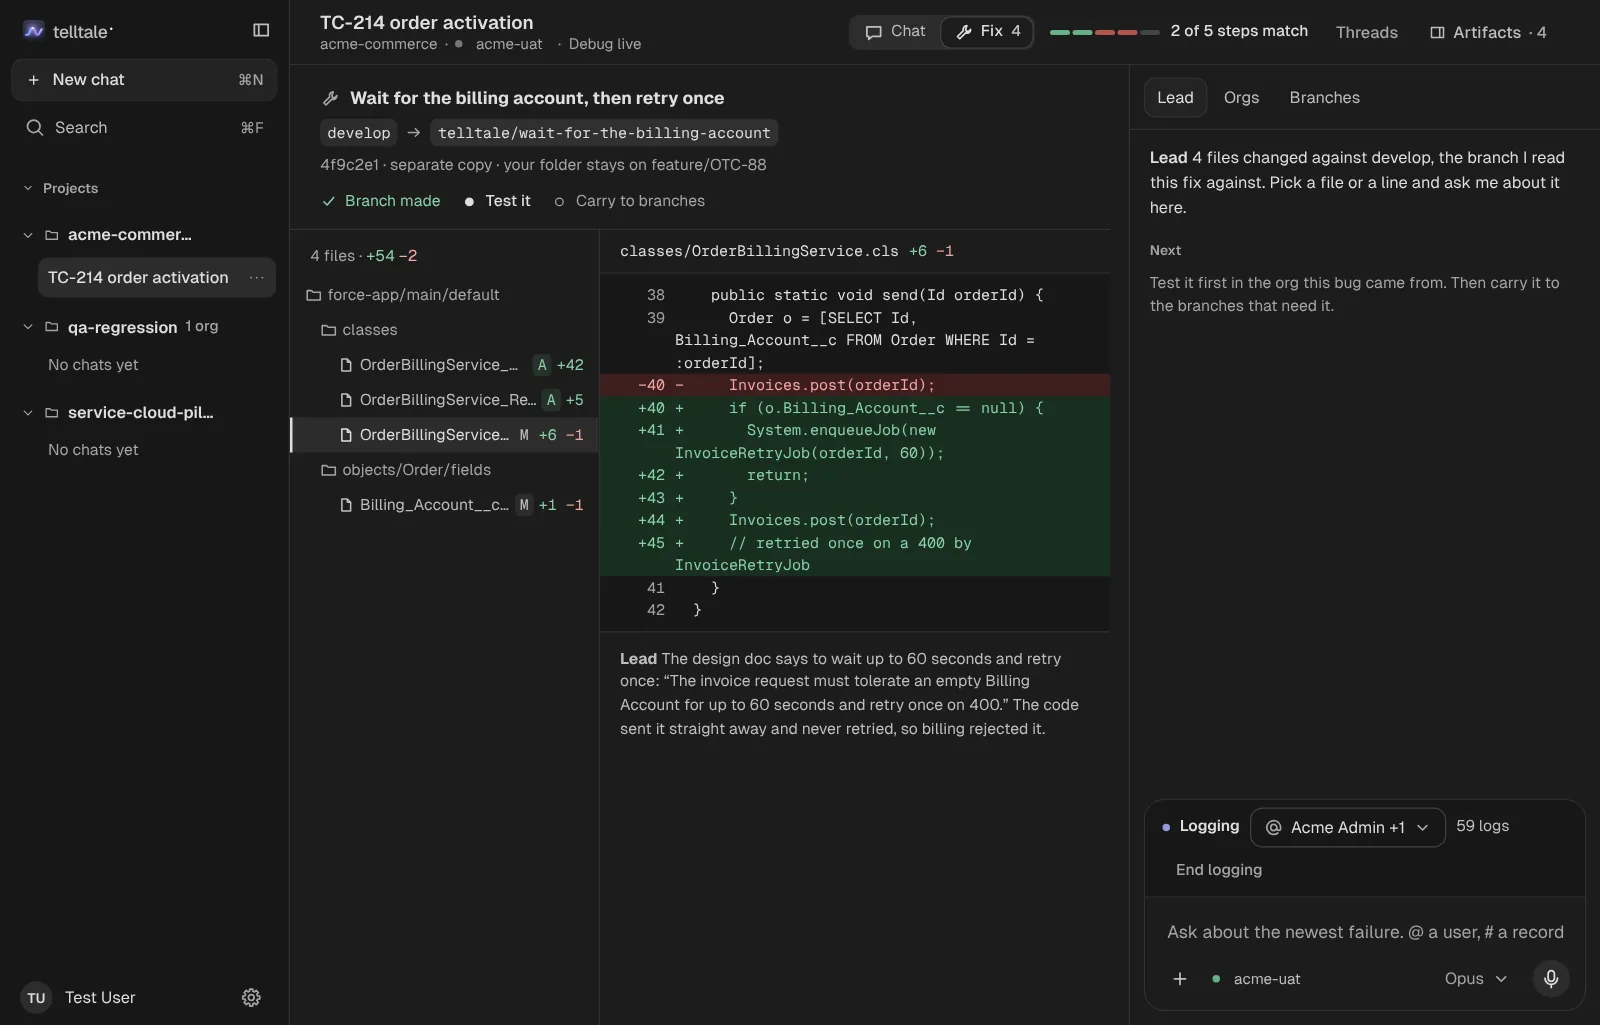 telltale
New chat ⌘N
Search ⌘F
Projects
acme-commer...
TC-214 order activation ···
qa-regression 1 org
No chats yet
service-cloud-pil...
No chats yet
TU Test User
TC-214 order activation
acme-commerce · acme-uat · Debug live
Chat
Fix 4
2 of 5 steps match
Threads
Artifacts · 4
Wait for the billing account, then retry once
develop → telltale/wait-for-the-billing-account
4f9c2e1 · separate copy · your folder stays on feature/OTC-88
Branch made
Test it
Carry to branches
4 files · +54 −2
force-app/main/default
classes
OrderBillingService_... A +42
OrderBillingService_Re... A +5
OrderBillingService... M +6 −1
objects/Order/fields
Billing_Account__c... M +1 −1
classes/OrderBillingService.cls +6 −1
38 public static void send(Id orderId) {
39 Order o = [SELECT Id,
Billing_Account__c FROM Order WHERE Id =
:orderId];
−40 − Invoices.post(orderId);
+40 + if (o.Billing_Account__c == null) {
+41 + System.enqueueJob(new
InvoiceRetryJob(orderId, 60));
+42 + return;
+43 + }
+44 + Invoices.post(orderId);
+45 + // retried once on a 400 by
InvoiceRetryJob
41 }
42 }
Lead The design doc says to wait up to 60 seconds and retry
once: “The invoice request must tolerate an empty Billing
Account for up to 60 seconds and retry once on 400.” The code
sent it straight away and never retried, so billing rejected it.
Lead
Orgs
Branches
Lead 4 files changed against develop, the branch I read
this fix against. Pick a file or a line and ask me about it
here.
Next
Test it first in the org this bug came from. Then carry it to
the branches that need it.
Logging @ Acme Admin +1 59 logs
End logging
Ask about the newest failure. @ a user, # a record
+ acme-uat Opus